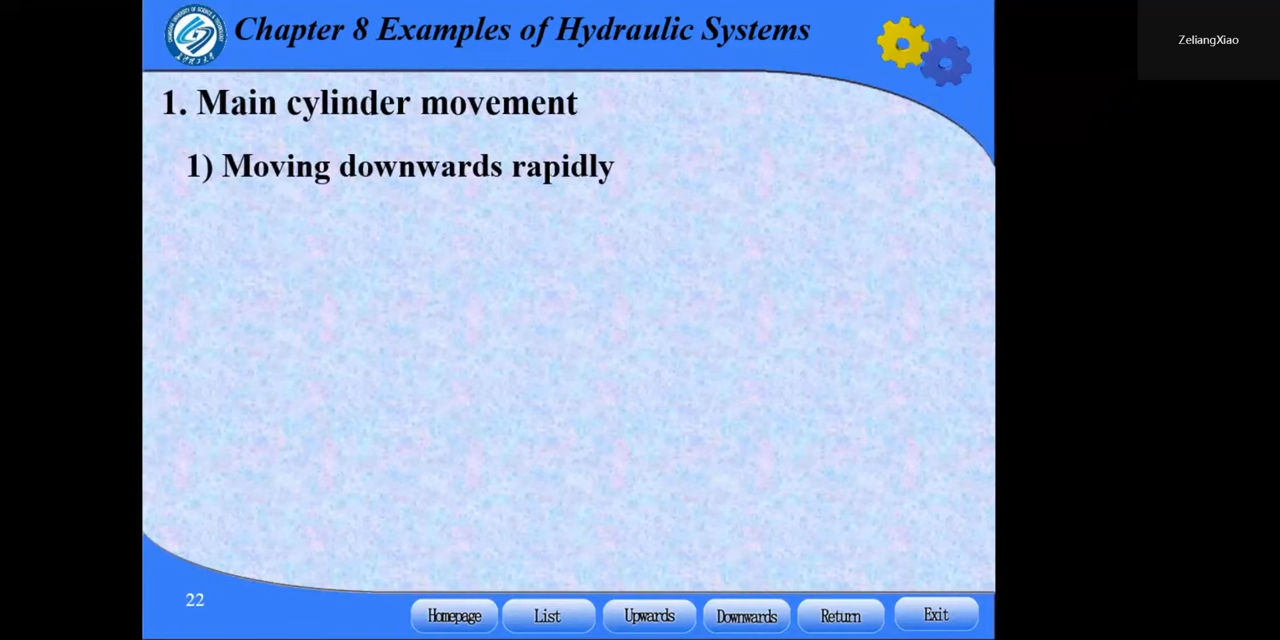 Chapter 8 Examples of Hydraulic Systems
ZeliangXiao
1. Main cylinder movement
1) Moving downwards rapidly
22
Homepage
List
Upwards
Downwards
Return
Exit